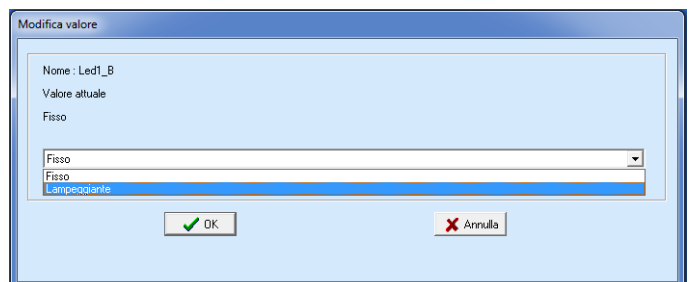 Modifica valore
Nome : Led1_B
Valore attuale
Fisso
Fisso
Fisso
Lampeggiante
OK
Annulla